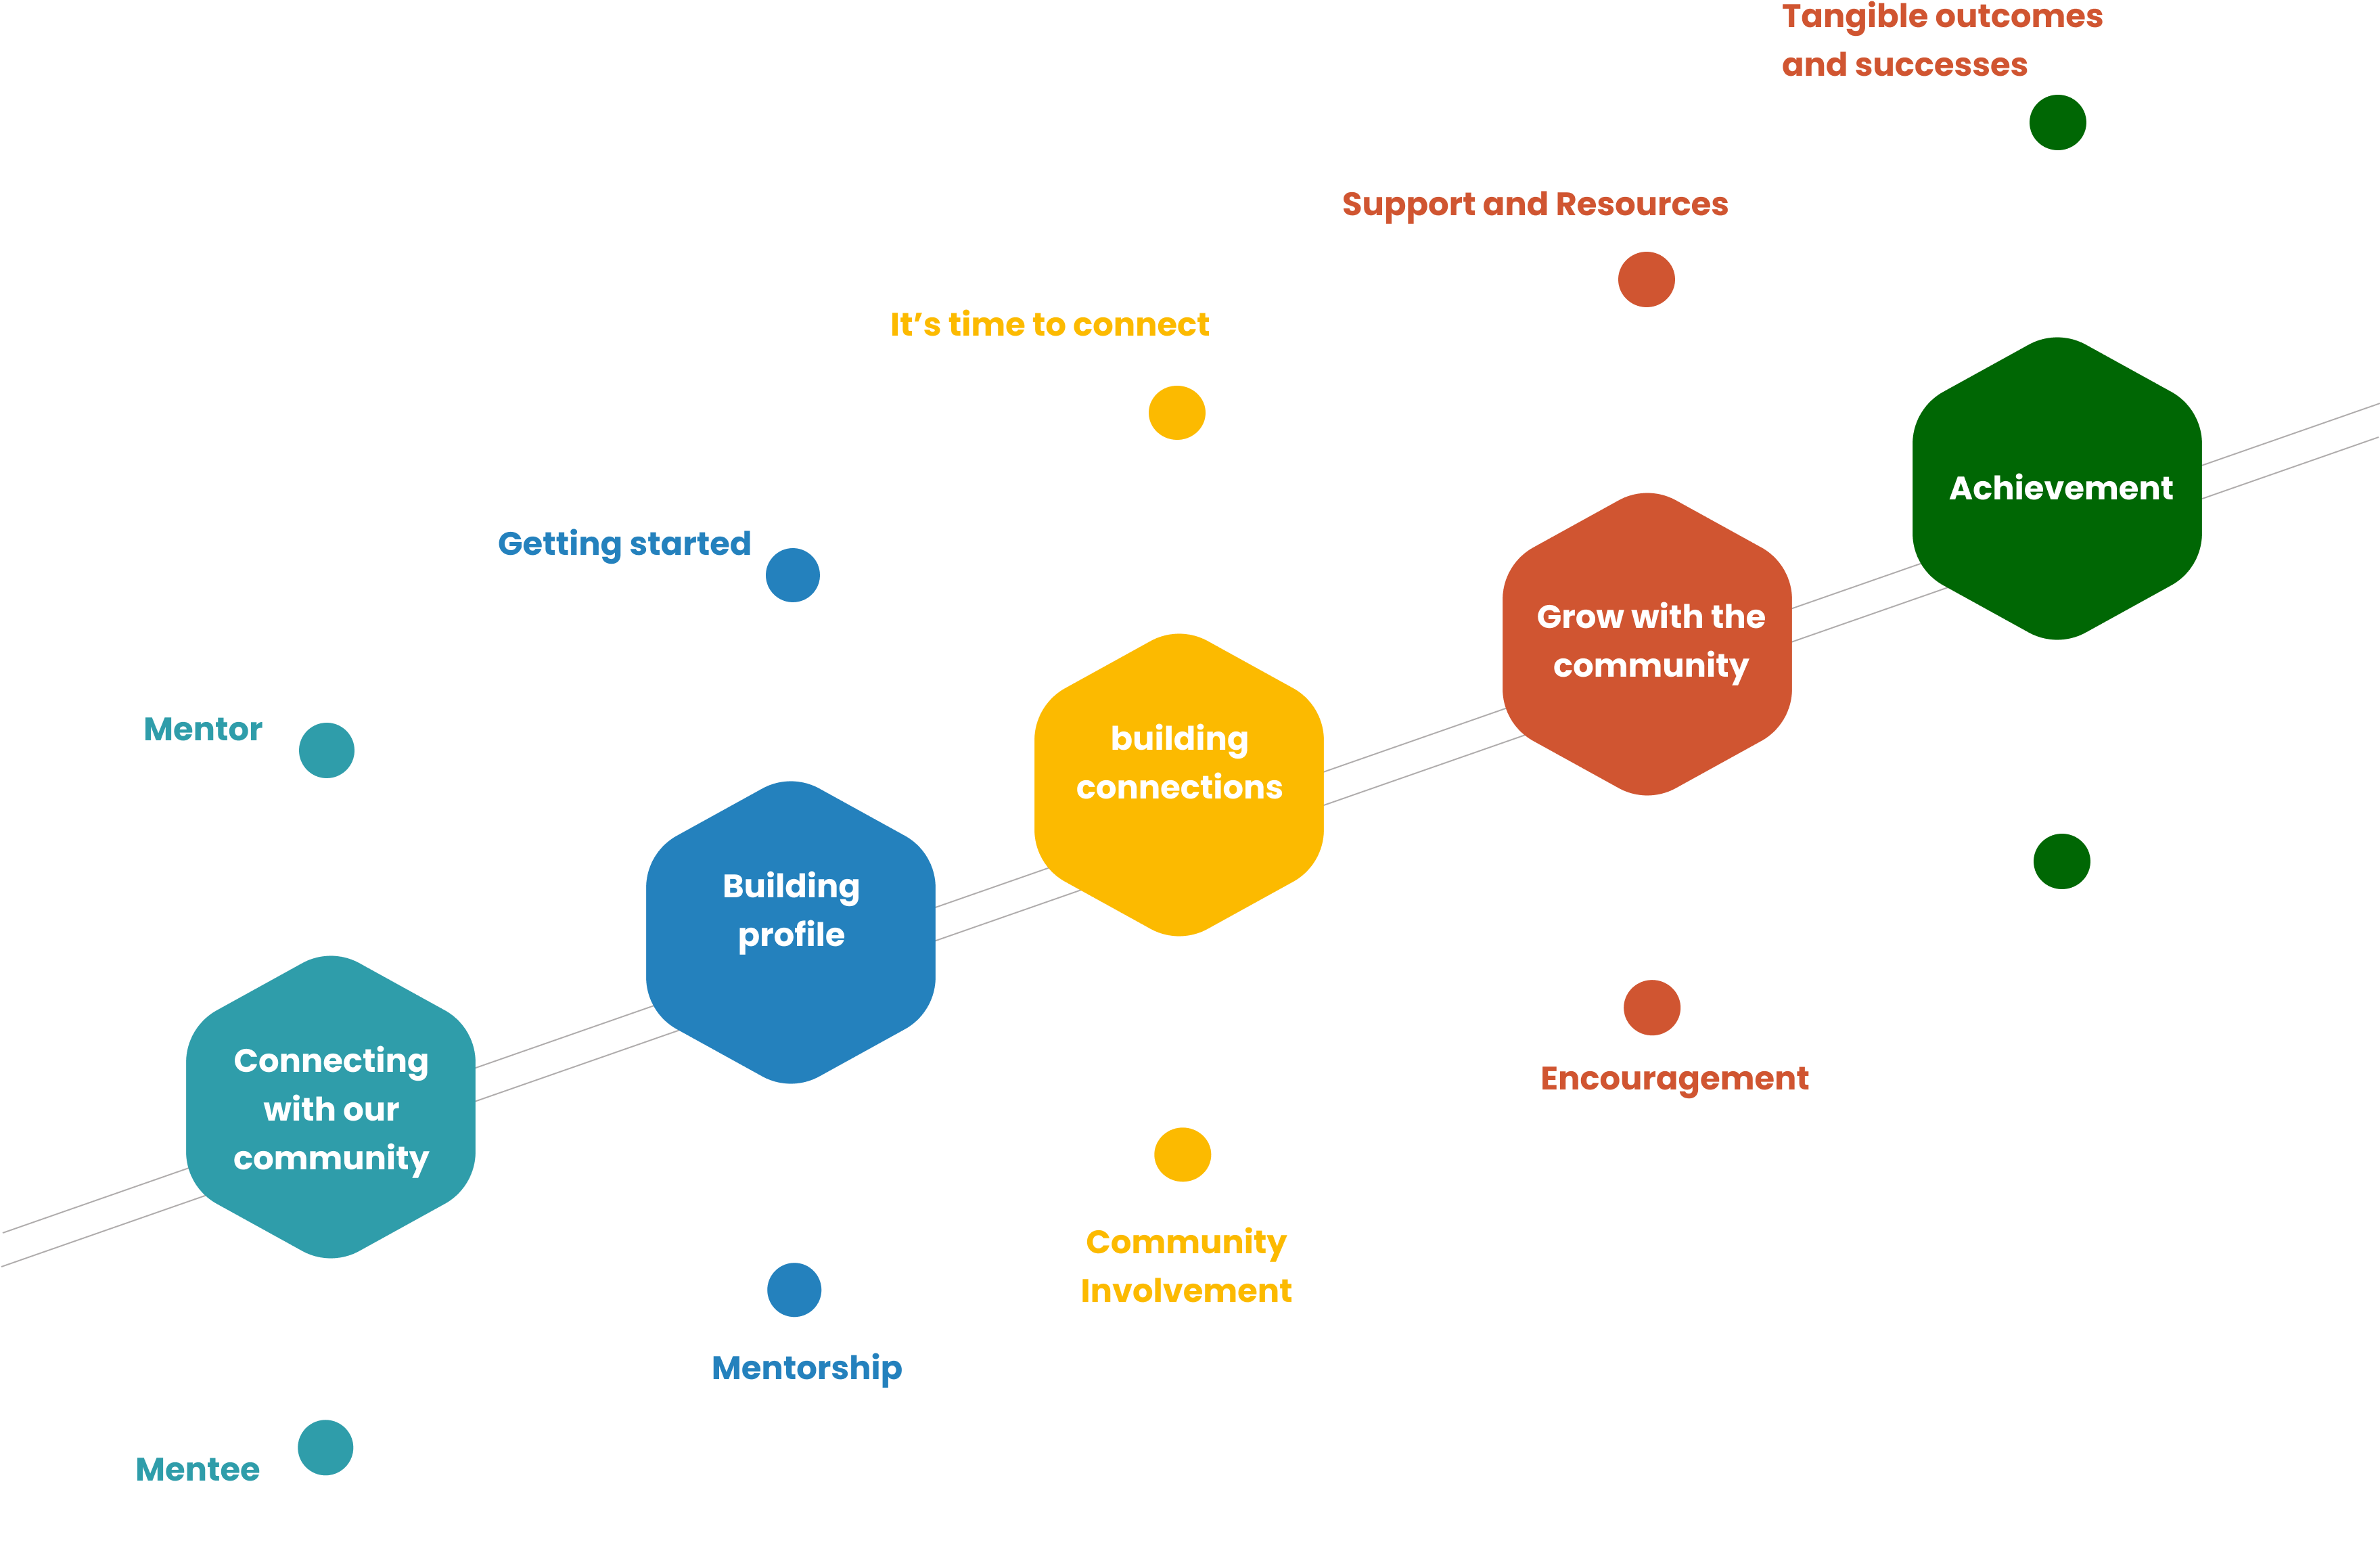 Tangible outcomes
and successes
Support and Resources
It’s time to connect
Achievement
Getting started
Grow with the
community
Mentor
building
connections
Building
profile
Connecting
with our
community
Encouragement
Community
Involvement
Mentorship
Mentee